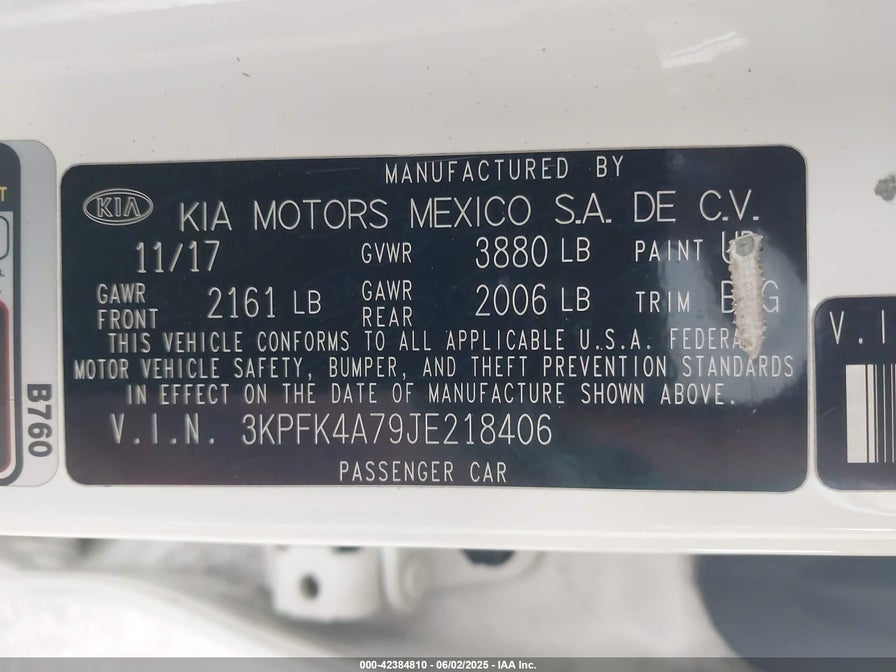 MANUFACTURED BY
KIA KIA MOTORS MEXICO S.A. DE C.V.
11/17 GVWR 3880 LB PAINT
GAWR FRONT 2161 LB GAWR REAR 2006 LB TRIM
THIS VEHICLE CONFORMS TO ALL APPLICABLE U.S.A. FEDERAL
MOTOR VEHICLE SAFETY, BUMPER, AND THEFT PREVENTION STANDARDS
IN EFFECT ON THE DATE OF MANUFACTURE SHOWN ABOVE.
V.I.N. 3KPFK4A79JE218406
PASSENGER CAR
B760
V.I
000-42384810 - 06/02/2025 - IAA Inc.